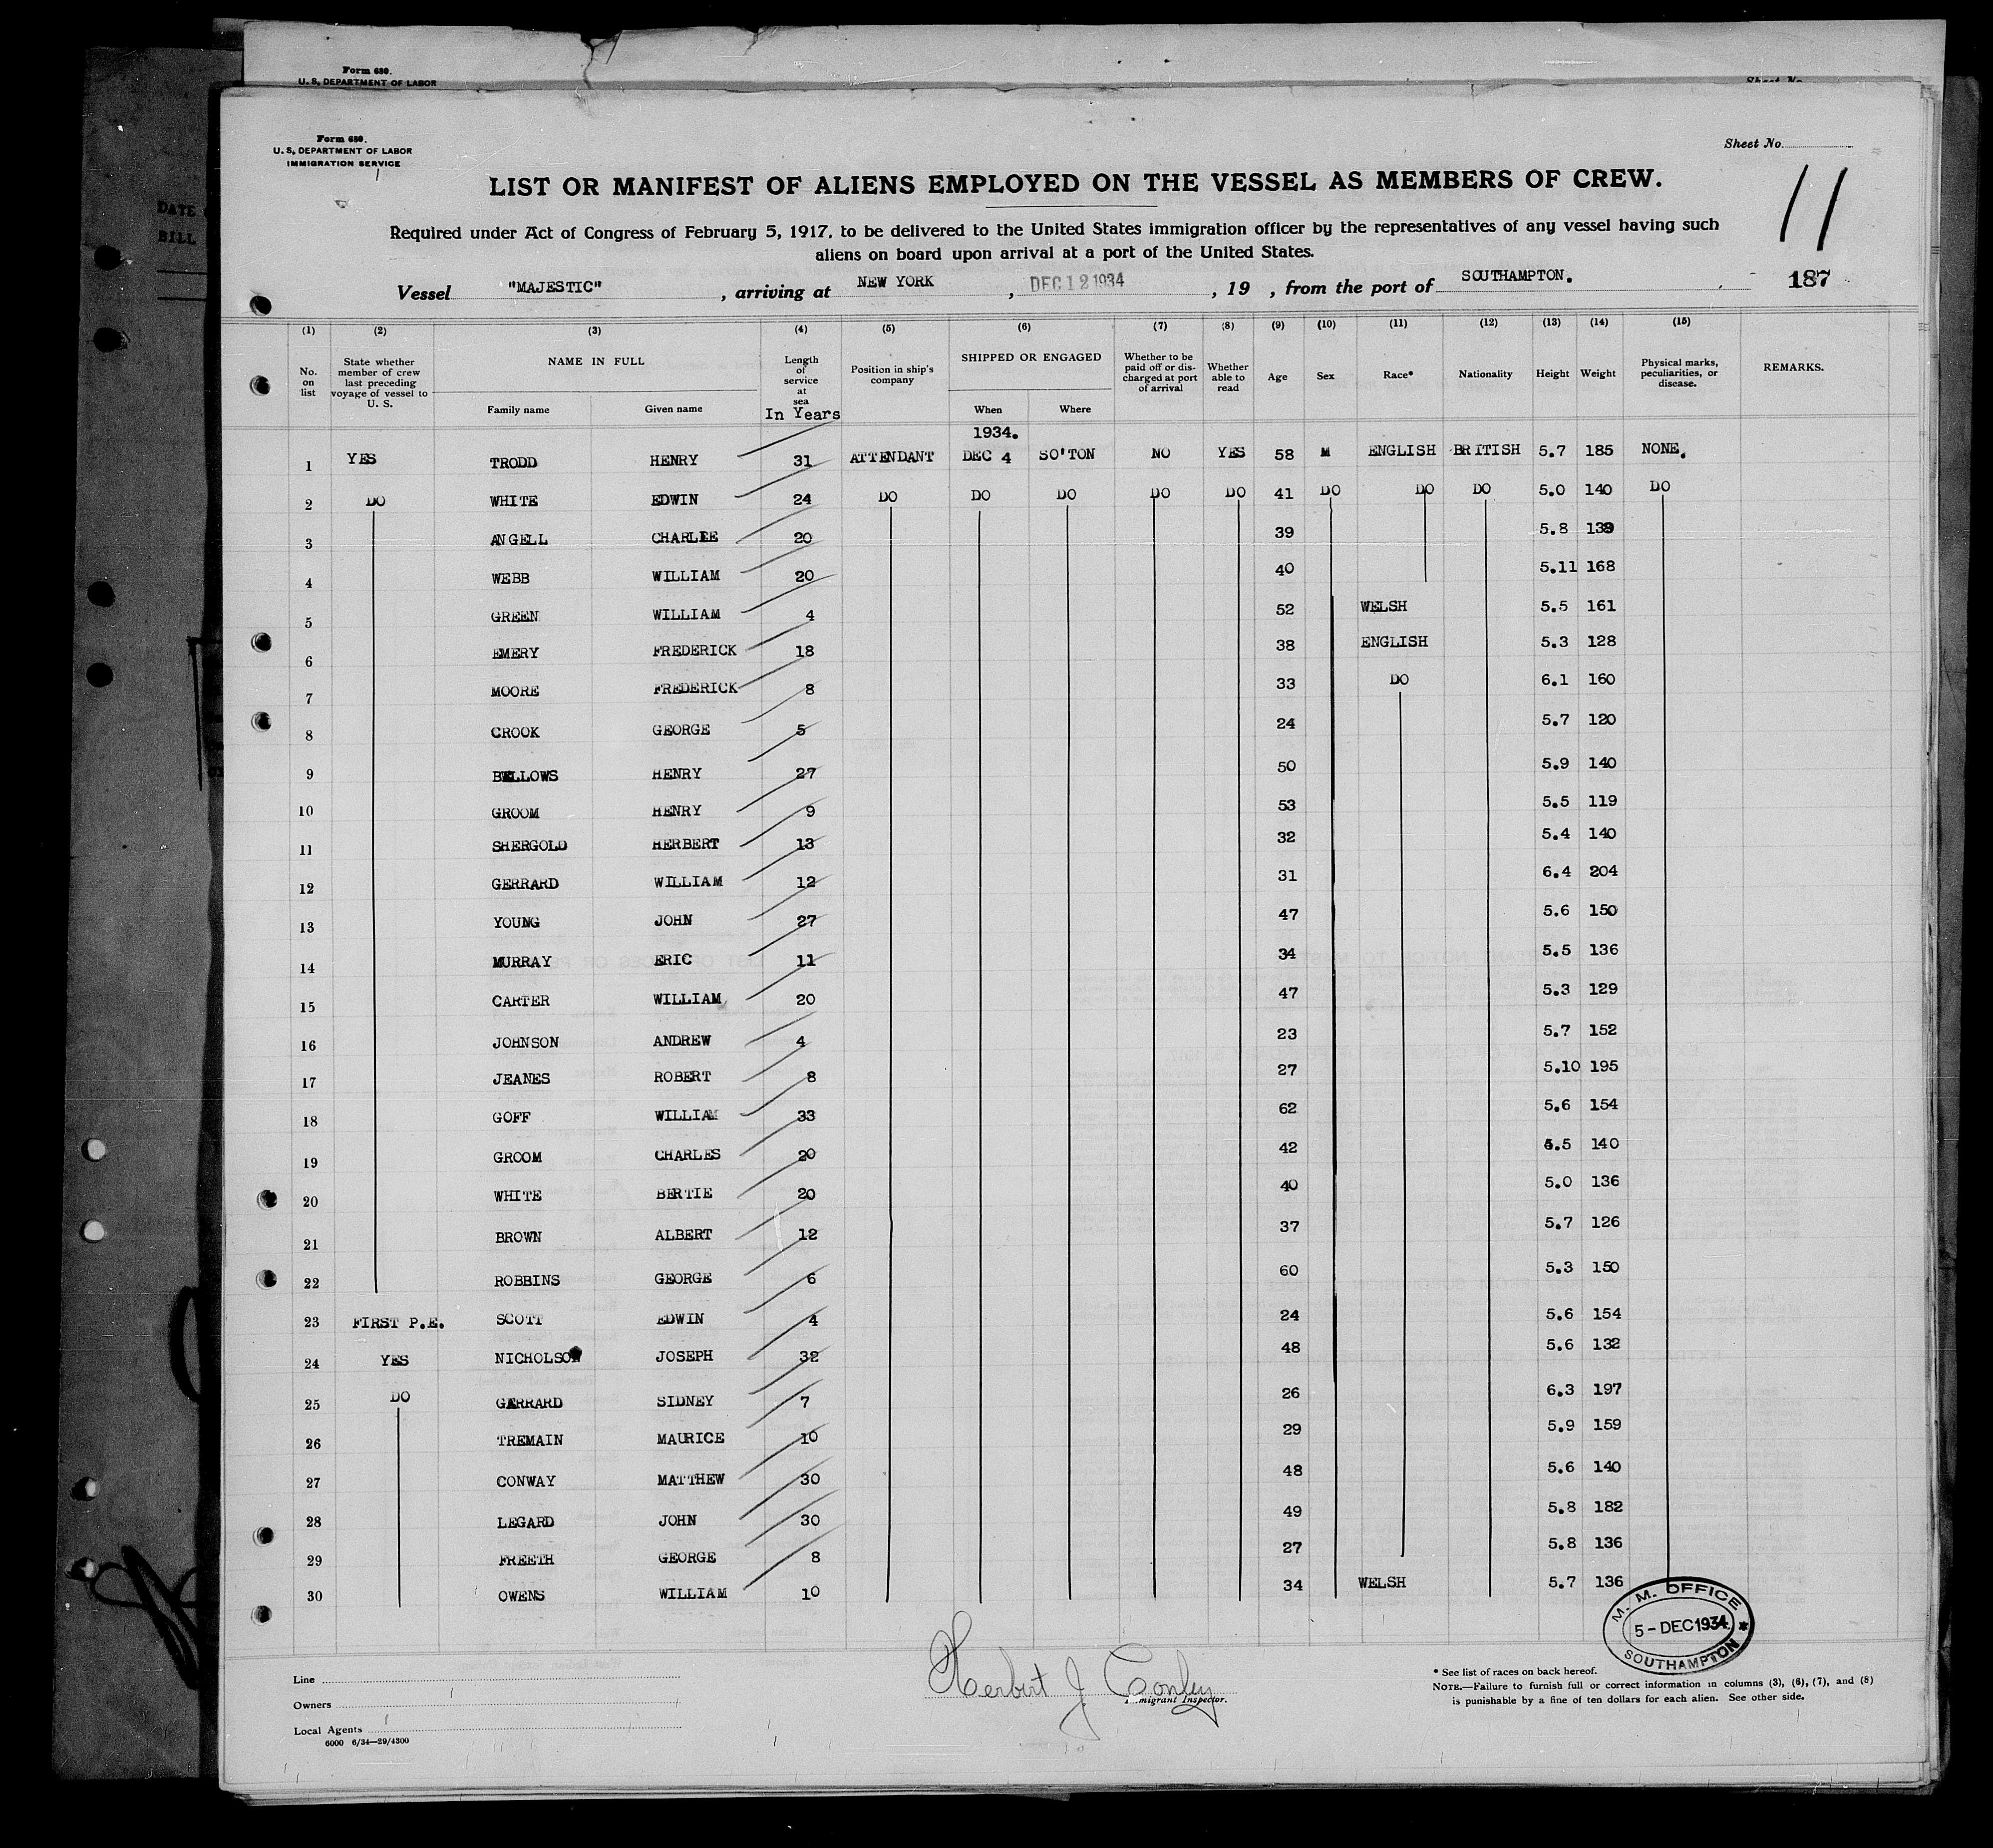 Form 680.
U. S. DEPARTMENT OF LABOR
Sheet No.
Form 680.
U. S. DEPARTMENT OF LABOR
IMMIGRATION SERVICE
Sheet No.
11
DATE
BILL
LIST OR MANIFEST OF ALIENS EMPLOYED ON THE VESSEL AS MEMBERS OF CREW.
Required under Act of Congress of February 5, 1917, to be delivered to the United States immigration officer by the representatives of any vessel having such
aliens on board upon arrival at a port of the United States.
Vessel "MAJESTIC", arriving at NEW YORK, DEC 12 1934, 19 , from the port of SOUTHAMPTON. 187
(1) (2) (3) (4) (5) (6) (7) (8) (9) (10) (11) (12) (13) (14) (15)
No. on list State whether member of crew last preceding voyage of vessel to U. S. NAME IN FULL Family name Given name Length of service at sea In Years Position in ship's company SHIPPED OR ENGAGED When Where Whether to be paid off or discharged at port of arrival Whether able to read Age Sex Race* Nationality Height Weight Physical marks, peculiarities, or disease. REMARKS.
1934.
1 YES TRODD HENRY 31 ATTENDANT DEC 4 SO'TON NO YES 58 M ENGLISH BRITISH 5.7 185 NONE.
2 DO WHITE EDWIN 24 DO DO DO DO DO 41 DO DO DO 5.0 140 DO
3 ANGELL 20 39 5.8
4 WEBB WILLIAM 20 40 5.11 168
5 GREEN WILLIAM 4 52 WELSH 5.5 161
6 EMERY FREDERICK 18 38 ENGLISH 5.3 128
7 MOORE FREDERICK 8 33 DO 6.1 160
8 CROOK GEORGE 5 24 5.7 120
9 BELLOWS HENRY 27 50 5.9 140
10 GROOM HENRY 9 53 5.5 119
11 SHERGOLD HERBERT 13 32 5.4 140
12 GERRARD WILLIAM 12 31 6.4 204
13 YOUNG JOHN 27 47 5.6 150
14 MURRAY ERIC 11 34 5.5 136
15 CARTER WILLIAM 20 47 5.3 129
16 JOHNSON ANDREW 4 23 5.7 152
17 JEANES ROBERT 8 27 5.10 195
18 GOFF WILLIAM 33 62 5.6 154
19 GROOM CHARLES 20 42 5.5 140
20 WHITE BERTIE 20 40 5.0 136
21 BROWN ALBERT 12 37 5.7 126
22 ROBBINS GEORGE 6 60 5.3 150
23 FIRST P.E. SCOTT EDWIN 4 24 5.6 154
24 YES NICHOLSON JOSEPH 32 48 5.6 132
25 DO GERRARD SIDNEY 7 26 6.3 197
26 TREMAIN MAURICE 10 29 5.9 159
27 CONWAY MATTHEW 30 48 5.6 140
28 LEGARD JOHN 30 49 5.8 182
29 FREETH GEORGE 8 27 5.8 136
30 OWENS WILLIAM 10 34 WELSH 5.7 136
M. M. OFFICE
5 - DEC 1934
SOUTHAMPTON
Herbert J. Conley
Immigrant Inspector.
Line
Owners
Local Agents
6000 6/34—29/4300
* See list of races on back hereof.
NOTE.—Failure to furnish full or correct information in columns (3), (6), (7), and (8)
is punishable by a fine of ten dollars for each alien. See other side.